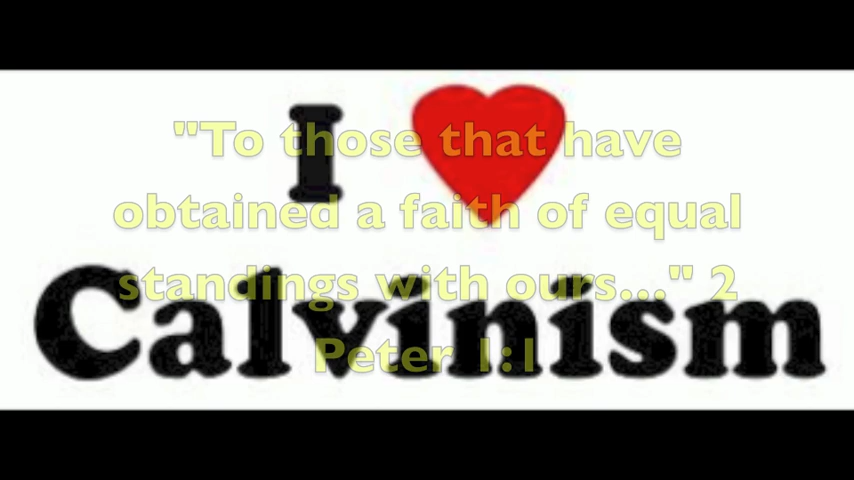 I
Calvinism
"To those that have
obtained a faith of equal
standings with ours..." 2
Peter 1:1